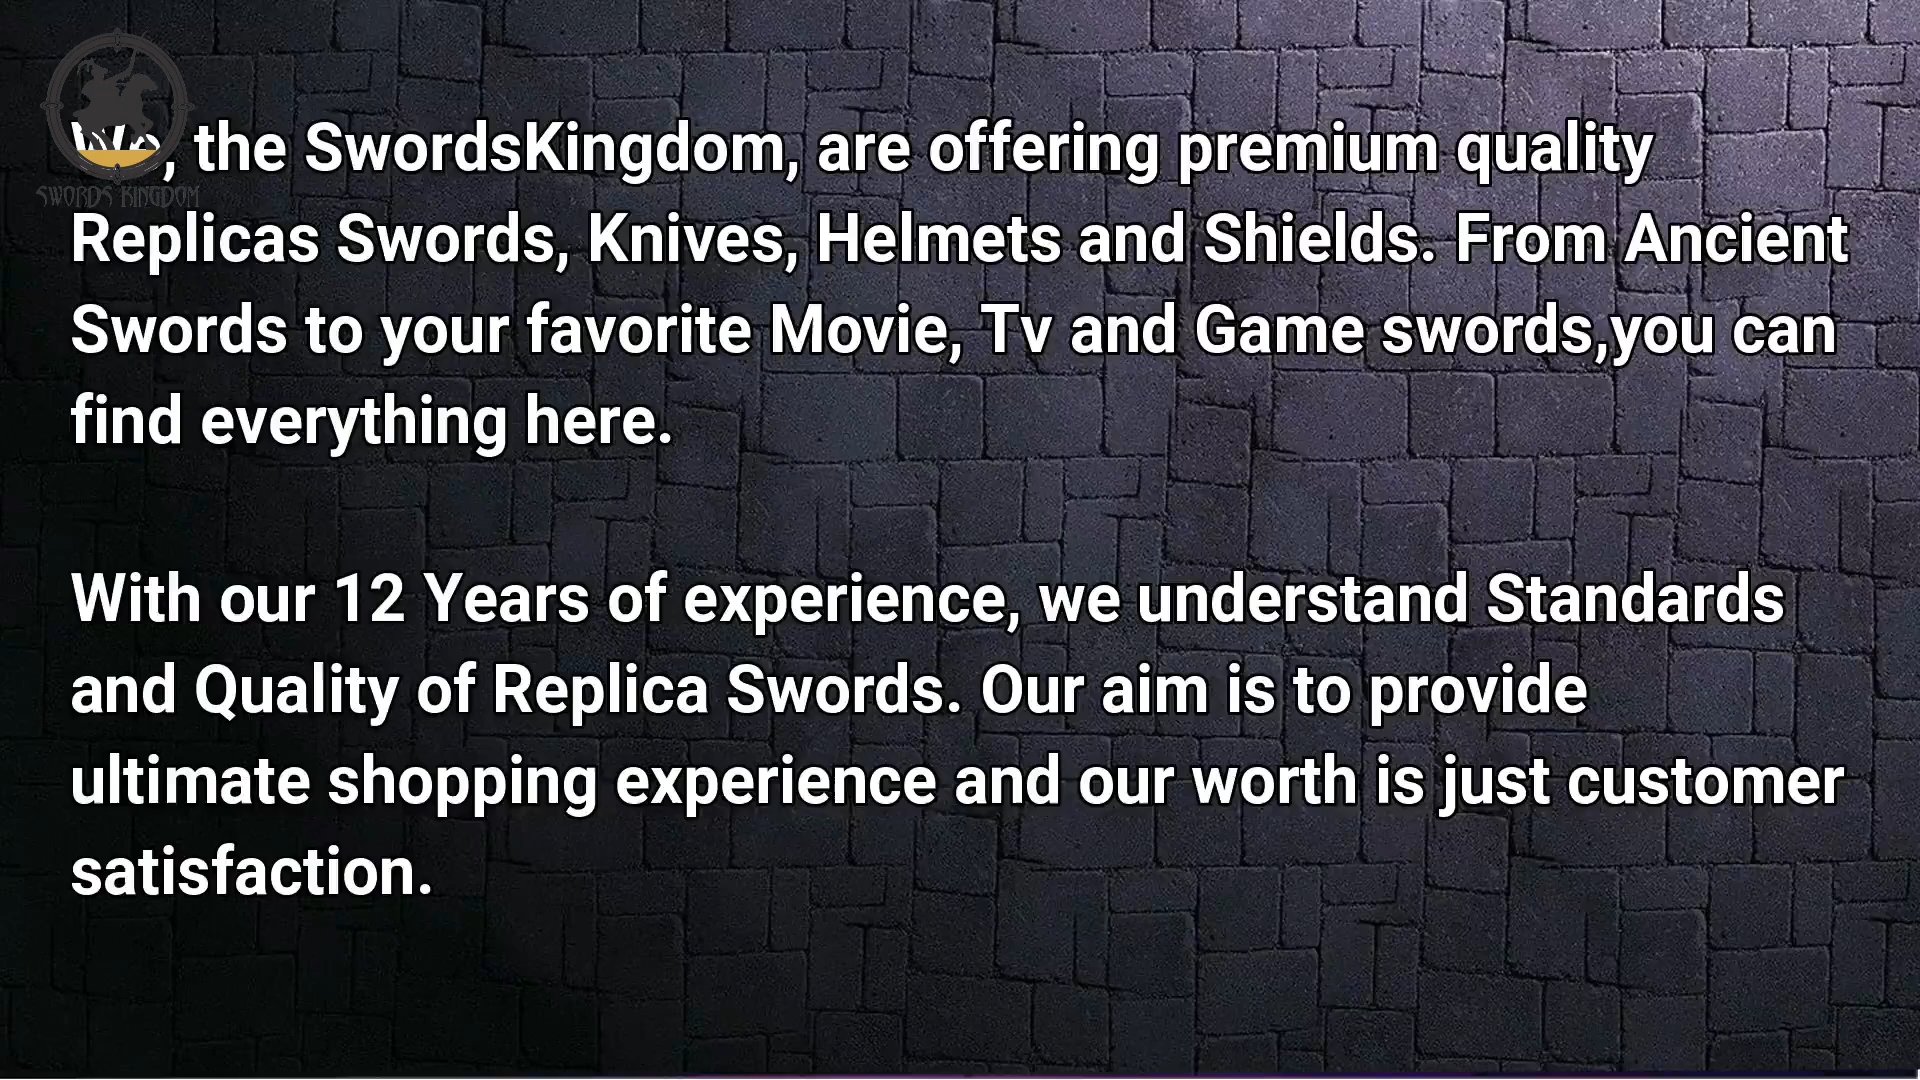 We, the SwordsKingdom, are offering premium quality
Replicas Swords, Knives, Helmets and Shields. From Ancient
Swords to your favorite Movie, Tv and Game swords,you can
find everything here.
With our 12 Years of experience, we understand Standards
and Quality of Replica Swords. Our aim is to provide
ultimate shopping experience and our worth is just customer
satisfaction.
SWORDS KINGDOM